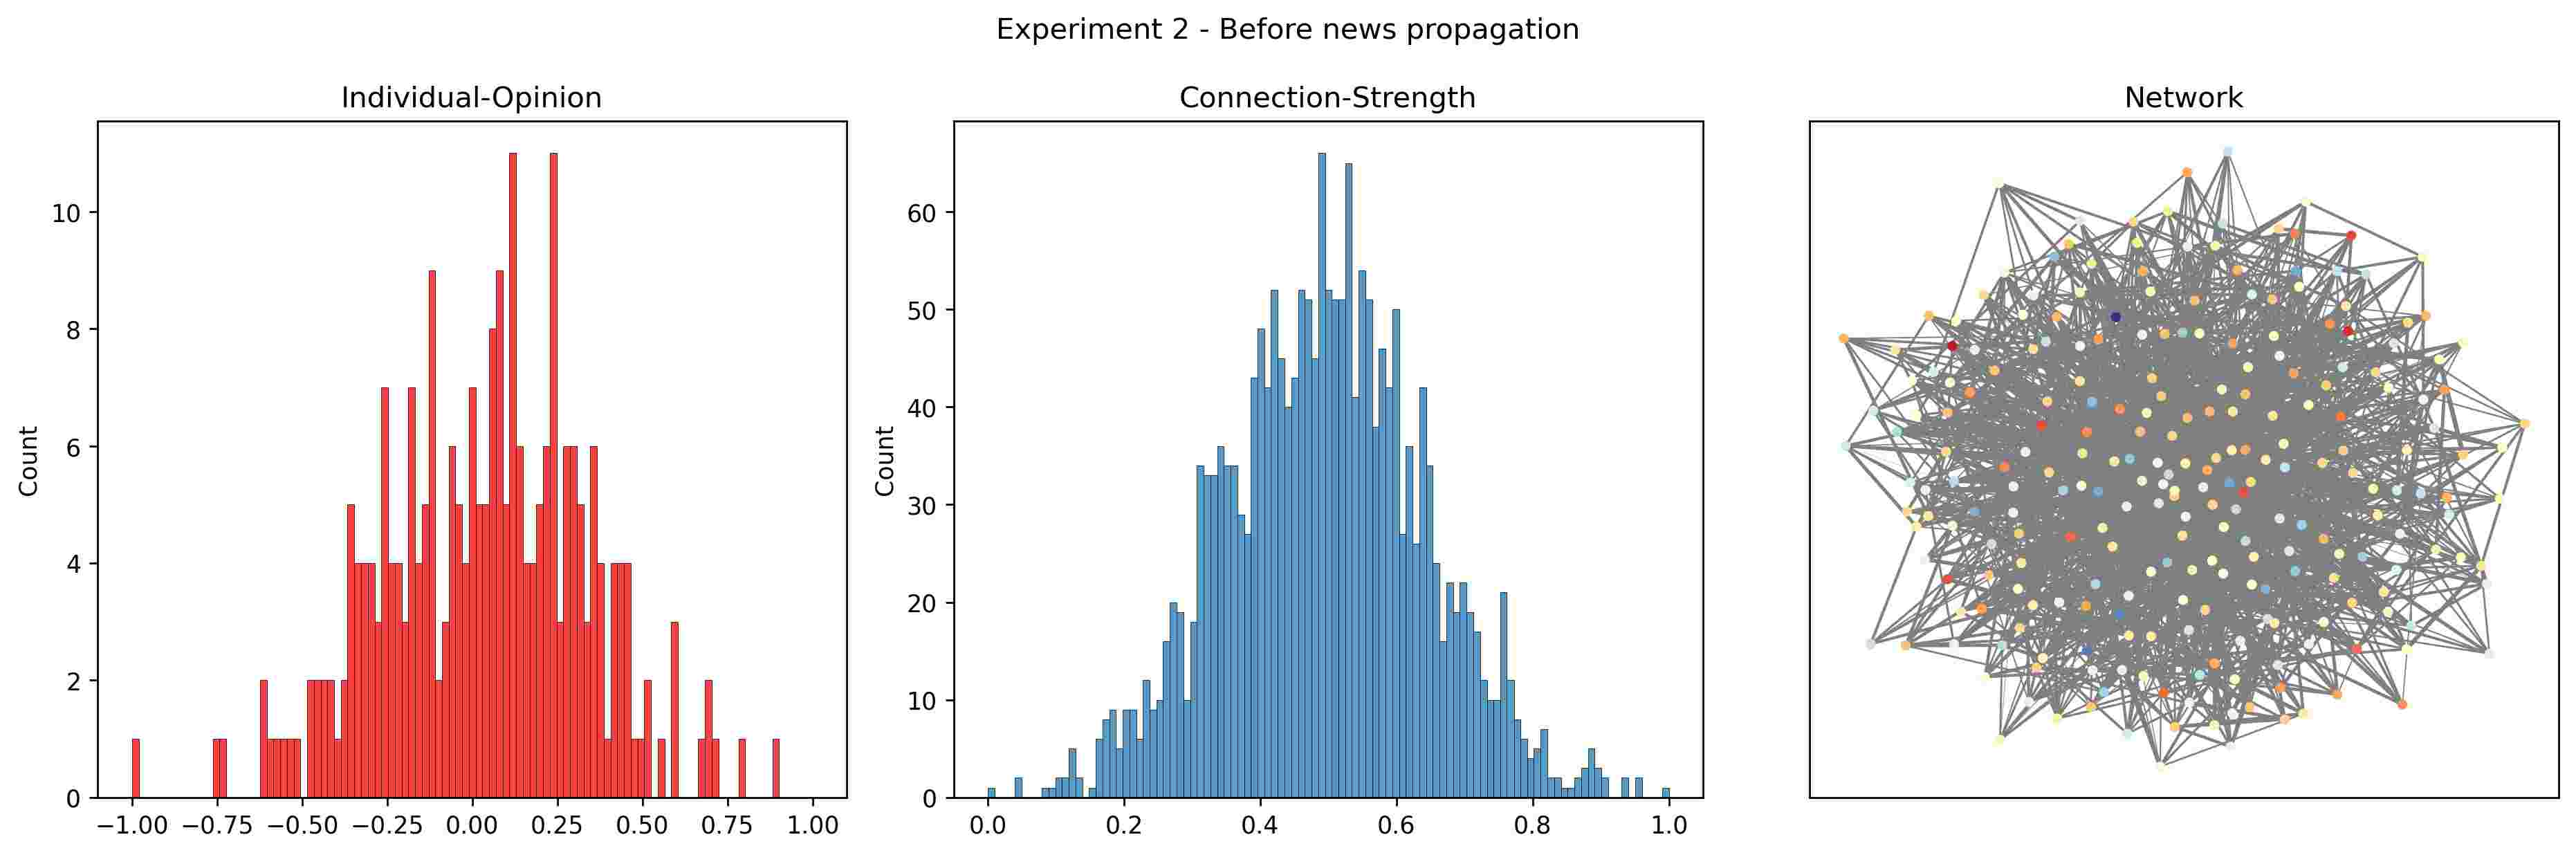 Experiment 2 - Before news propagation
Individual-Opinion
Count
10
8
6
4
2
0
−1.00 −0.75 −0.50 −0.25 0.00 0.25 0.50 0.75 1.00
Connection-Strength
Count
60
50
40
30
20
10
0
0.0 0.2 0.4 0.6 0.8 1.0
Network